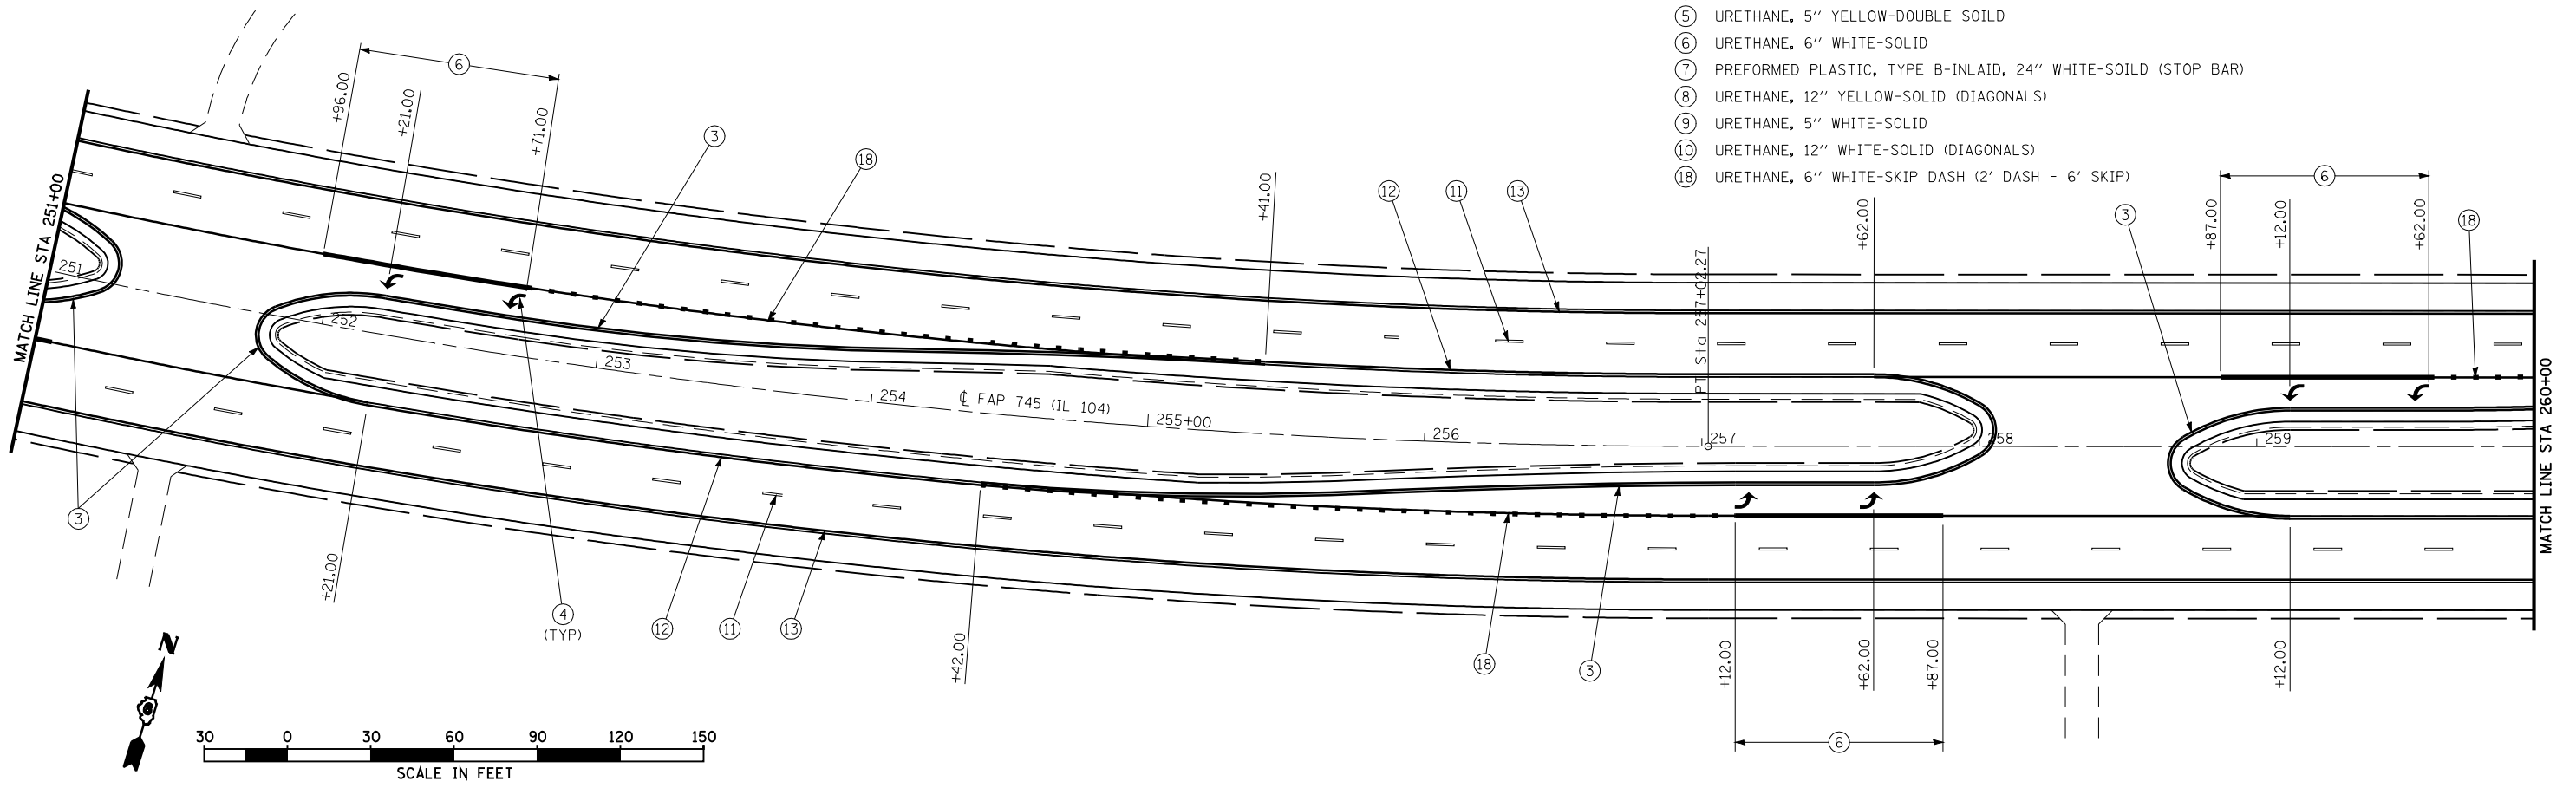 ⑤ URETHANE, 5" YELLOW-DOUBLE SOILD
⑥ URETHANE, 6" WHITE-SOLID
⑦ PREFORMED PLASTIC, TYPE B-INLAID, 24" WHITE-SOILD (STOP BAR)
⑧ URETHANE, 12" YELLOW-SOLID (DIAGONALS)
⑨ URETHANE, 5" WHITE-SOLID
⑩ URETHANE, 12" WHITE-SOLID (DIAGONALS)
⑱ URETHANE, 6" WHITE-SKIP DASH (2' DASH - 6' SKIP)
6
+96.00
+21.00
+71.00
3
18
+41.00
12
11
13
+62.00
6
+87.00
+12.00
+62.00
3
18
MATCH LINE STA 251+00
251
252
253
254
℄ FAP 745 (IL 104)
255+00
256
PT Sta 257+02.27
257
258
259
MATCH LINE STA 260+00
3
+21.00
4
(TYP)
12
11
13
+42.00
18
3
+12.00
+62.00
+87.00
+12.00
6
N
6
30 0 30 60 90 120 150
SCALE IN FEET